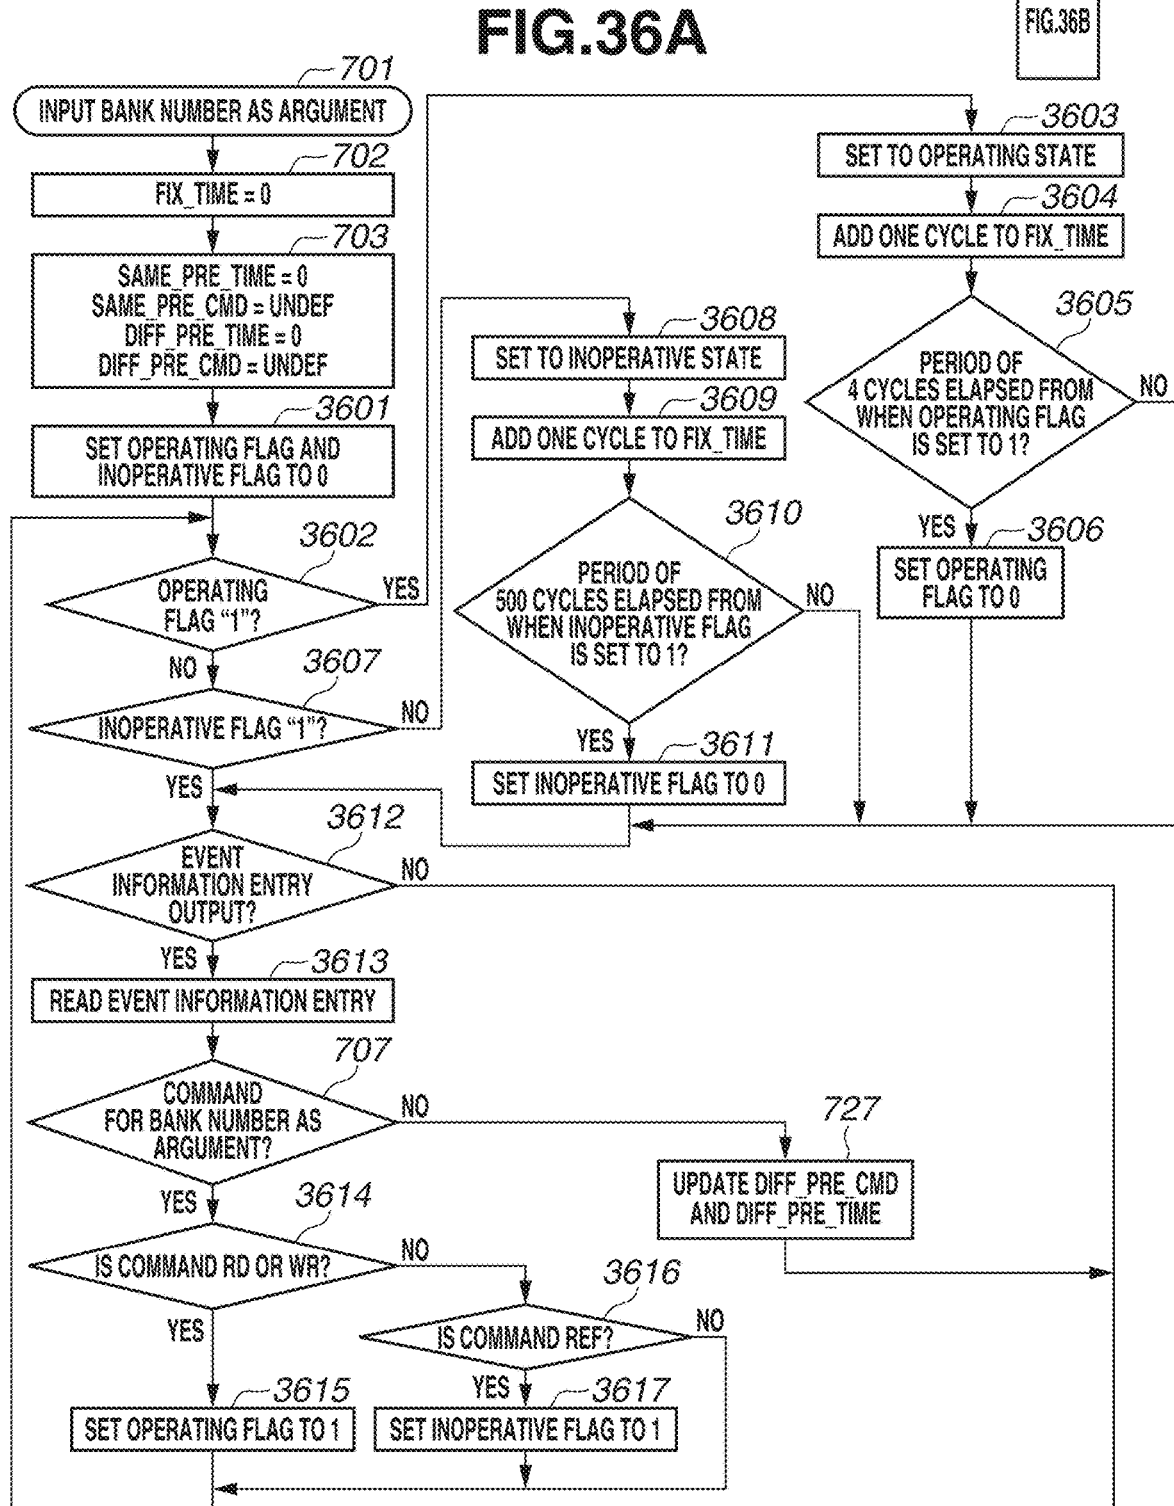 FIG.36A
FIG.36B
701
INPUT BANK NUMBER AS ARGUMENT
702
FIX_TIME = 0
703
SAME_PRE_TIME = 0
SAME_PRE_CMD = UNDEF
DIFF_PRE_TIME = 0
DIFF_PRE_CMD = UNDEF
3601
SET OPERATING FLAG AND
INOPERATIVE FLAG TO 0
3602
OPERATING
FLAG “1”?
YES
NO
3603
SET TO OPERATING STATE
3604
ADD ONE CYCLE TO FIX_TIME
3605
PERIOD OF
4 CYCLES ELAPSED FROM
WHEN OPERATING FLAG
IS SET TO 1?
NO
YES
3606
SET OPERATING
FLAG TO 0
3607
INOPERATIVE FLAG “1”?
NO
YES
3608
SET TO INOPERATIVE STATE
3609
ADD ONE CYCLE TO FIX_TIME
3610
PERIOD OF
500 CYCLES ELAPSED FROM
WHEN INOPERATIVE FLAG
IS SET TO 1?
NO
YES
3611
SET INOPERATIVE FLAG TO 0
3612
EVENT
INFORMATION ENTRY
OUTPUT?
NO
YES
3613
READ EVENT INFORMATION ENTRY
707
COMMAND
FOR BANK NUMBER AS
ARGUMENT?
NO
YES
727
UPDATE DIFF_PRE_CMD
AND DIFF_PRE_TIME
3614
IS COMMAND RD OR WR?
NO
YES
3615
SET OPERATING FLAG TO 1
3616
IS COMMAND REF?
NO
YES
3617
SET INOPERATIVE FLAG TO 1